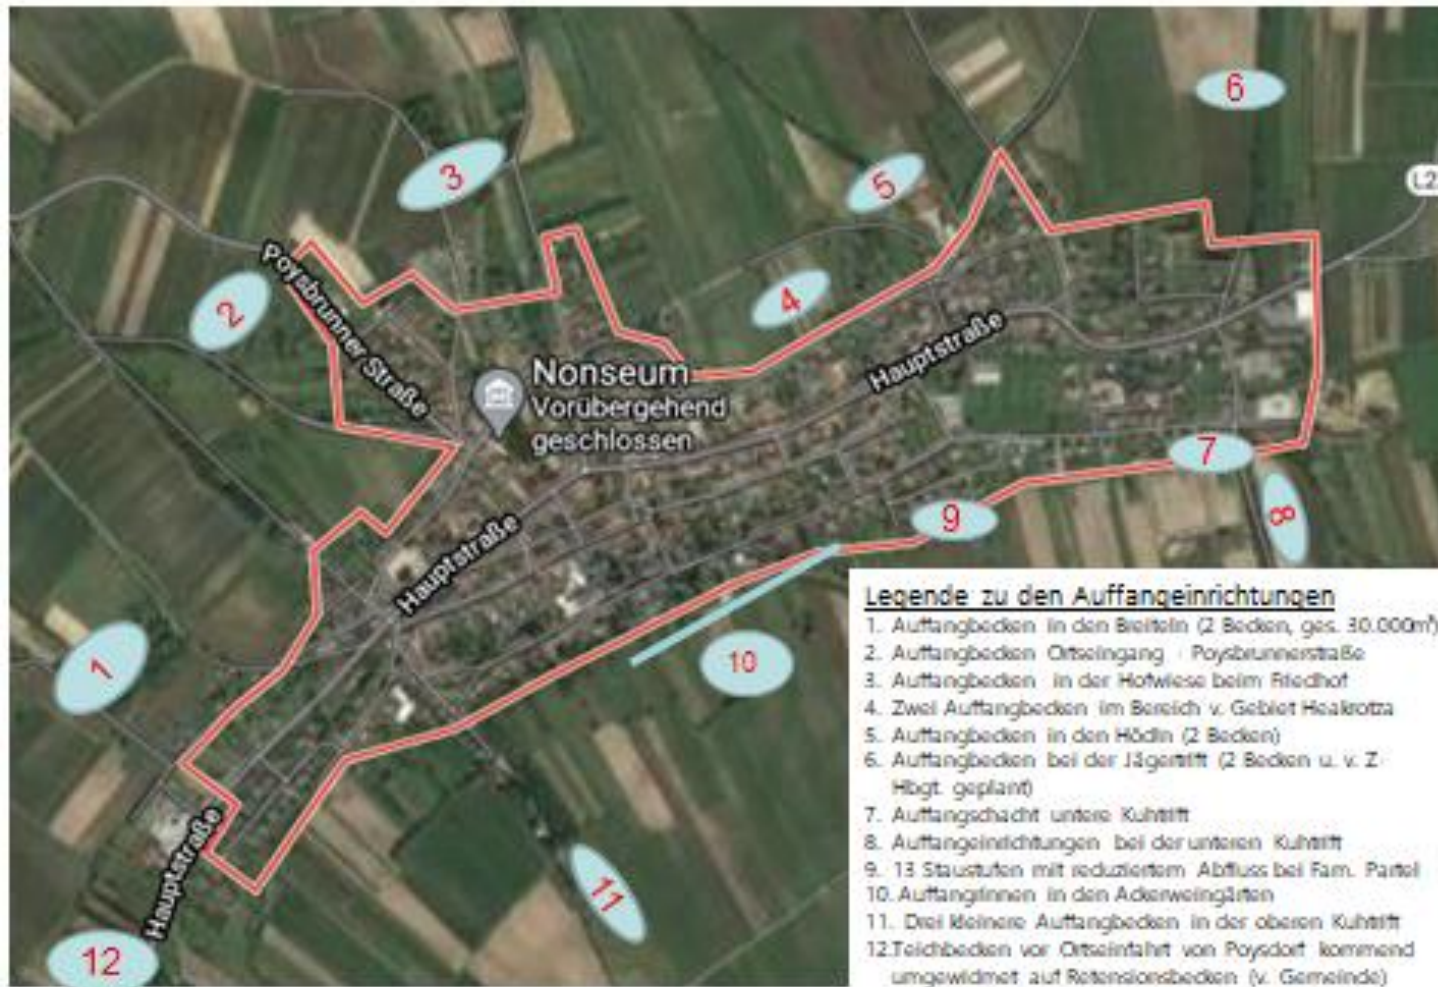 6
3
5
L2
Poysbrunner Straße
2
4
Nonseum
Vorübergehend
geschlossen
Hauptstraße
7
8
9
Hauptstraße
10
1
11
Hauptstraße
12
Legende zu den Auffangeinrichtungen
1. Auffangbecken in den Breiteln (2 Becken, ges. 30.000m³)
2. Auffangbecken Ortseingang - Poysbrunnerstraße
3. Auffangbecken in der Hofwiese beim Friedhof
4. Zwei Auffangbecken im Bereich v. Gebiet Heakrotza
5. Auffangbecken in den Hödln (2 Becken)
6. Auffangbecken bei der Jägertrift (2 Becken u. v. Z-
Hbgt. geplant)
7. Auffangschacht untere Kuhtrift
8. Auffangeinrichtungen bei der unteren Kuhtrift
9. 13 Staustufen mit reduziertem Abfluss bei Fam. Partel
10. Auffangrinnen in den Ackerweingärten
11. Drei kleinere Auffangbecken in der oberen Kuhtrift
12.Teichbecken vor Ortseinfahrt von Poysdorf kommend
umgewidmet auf Retensionsbecken (v. Gemeinde)